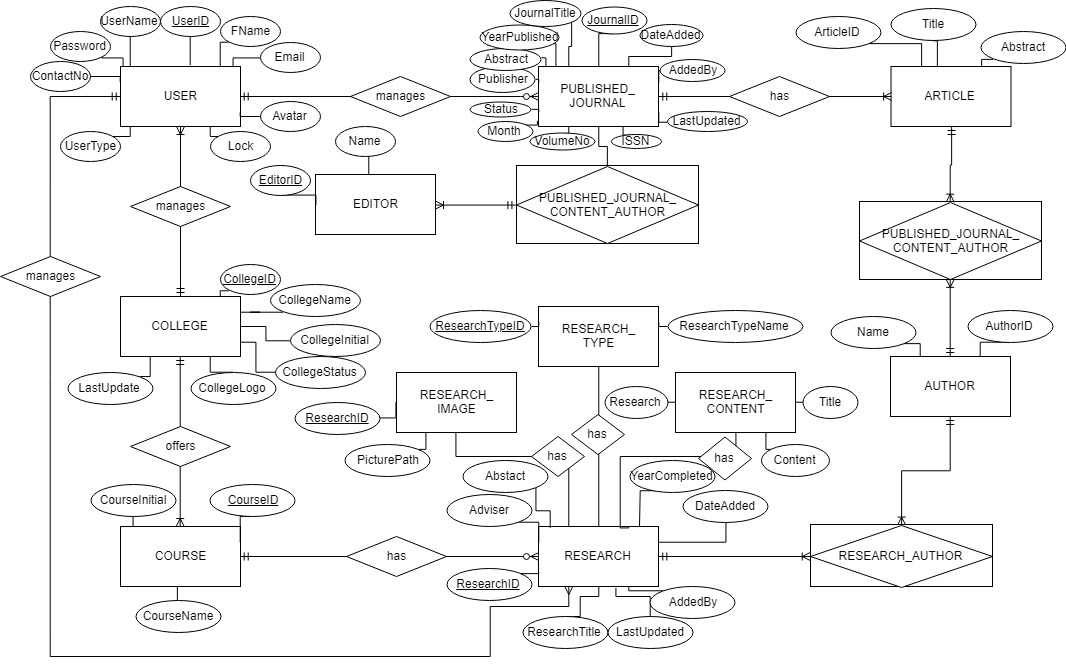 JournalTitle
UserName
UserID
JournalID
FName
YearPublished
DateAdded
ArticleID
Title
Password
Email
Abstract
Abstract
ContactNo
Publisher
AddedBy
USER
manages
PUBLISHED_
JOURNAL
has
ARTICLE
Status
Avatar
LastUpdated
Month
UserType
Lock
Name
VolumeNo
ISSN
EditorID
manages
EDITOR
PUBLISHED_JOURNAL_
CONTENT_AUTHOR
PUBLISHED_JOURNAL_
CONTENT_AUTHOR
manages
CollegeID
CollegeName
COLLEGE
ResearchTypeID
RESEARCH_
TYPE
ResearchTypeName
Name
AuthorID
CollegeInitial
CollegeStatus
LastUpdate
CollegeLogo
AUTHOR
RESEARCH_
IMAGE
Research
RESEARCH_
CONTENT
Title
ResearchID
has
offers
PicturePath
has
has
Content
Abstact
YearCompleted
CourseInitial
CourseID
Adviser
DateAdded
COURSE
has
RESEARCH
RESEARCH_AUTHOR
ResearchID
CourseName
AddedBy
ResearchTitle
LastUpdated